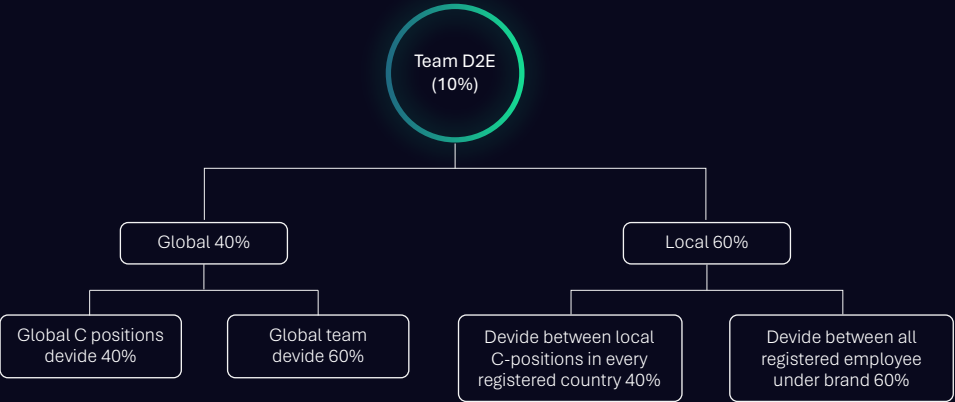 Team D2E
(10%)
Global 40%
Local 60%
Global C positions
devide 40%
Global team
devide 60%
Devide between local
C-positions in every
registered country 40%
Devide between all
registered employee
under brand 60%